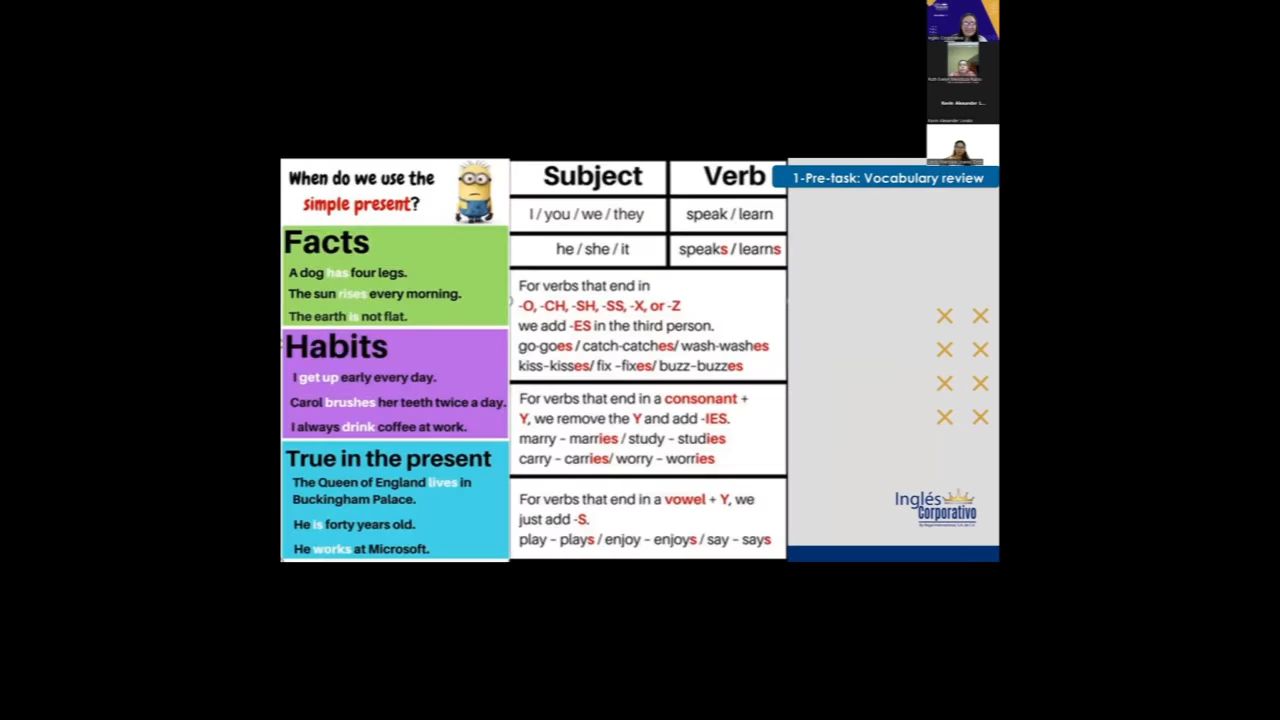 When do we use the
simple present?
Facts
A dog has four legs.
The sun rises every morning.
The earth is not flat.
Habits
I get up early every day.
Carol brushes her teeth twice a day.
I always drink coffee at work.
True in the present
The Queen of England lives in
Buckingham Palace.
He is forty years old.
He works at Microsoft.
Subject
Verb
I / you / we / they
speak / learn
he / she / it
speaks / learns
For verbs that end in
-O, -CH, -SH, -SS, -X, or -Z
we add -ES in the third person.
go-goes / catch-catches/ wash-washes
kiss–kisses/ fix –fixes/ buzz–buzzes
For verbs that end in a consonant +
Y, we remove the Y and add -IES.
marry – marries / study – studies
carry – carries/ worry – worries
For verbs that end in a vowel + Y, we
just add -S.
play – plays / enjoy – enjoys / say – says
1-Pre-task: Vocabulary review
Inglés
Corporativo
Kevin Alexander L...